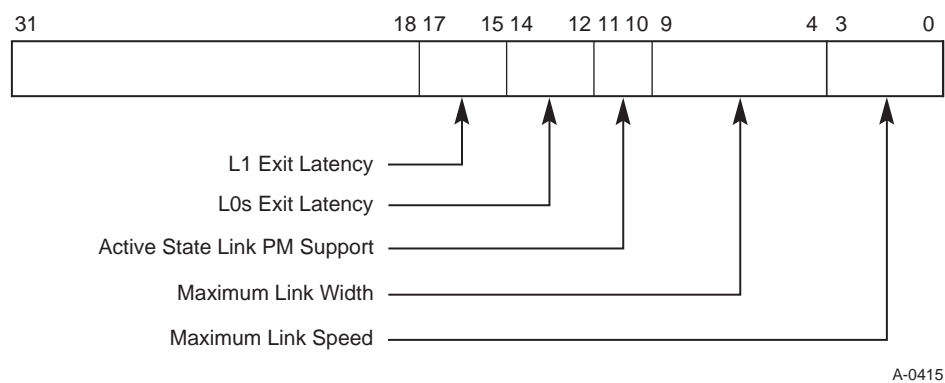 31 18 17 15 14 12 11 10 9 4 3 0
L1 Exit Latency
L0s Exit Latency
Active State Link PM Support
Maximum Link Width
Maximum Link Speed
A-0415